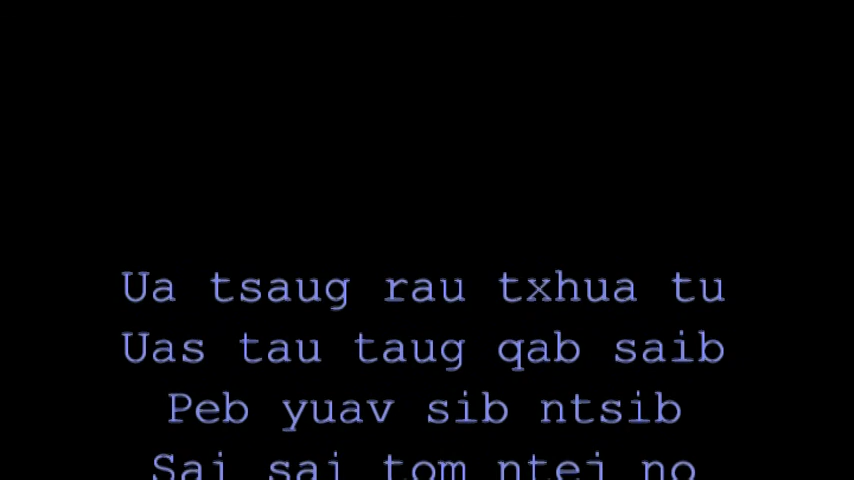 Ua tsaug rau txhua tu
Uas tau taug qab saib
Peb yuav sib ntsib
Sai sai tom ntej no